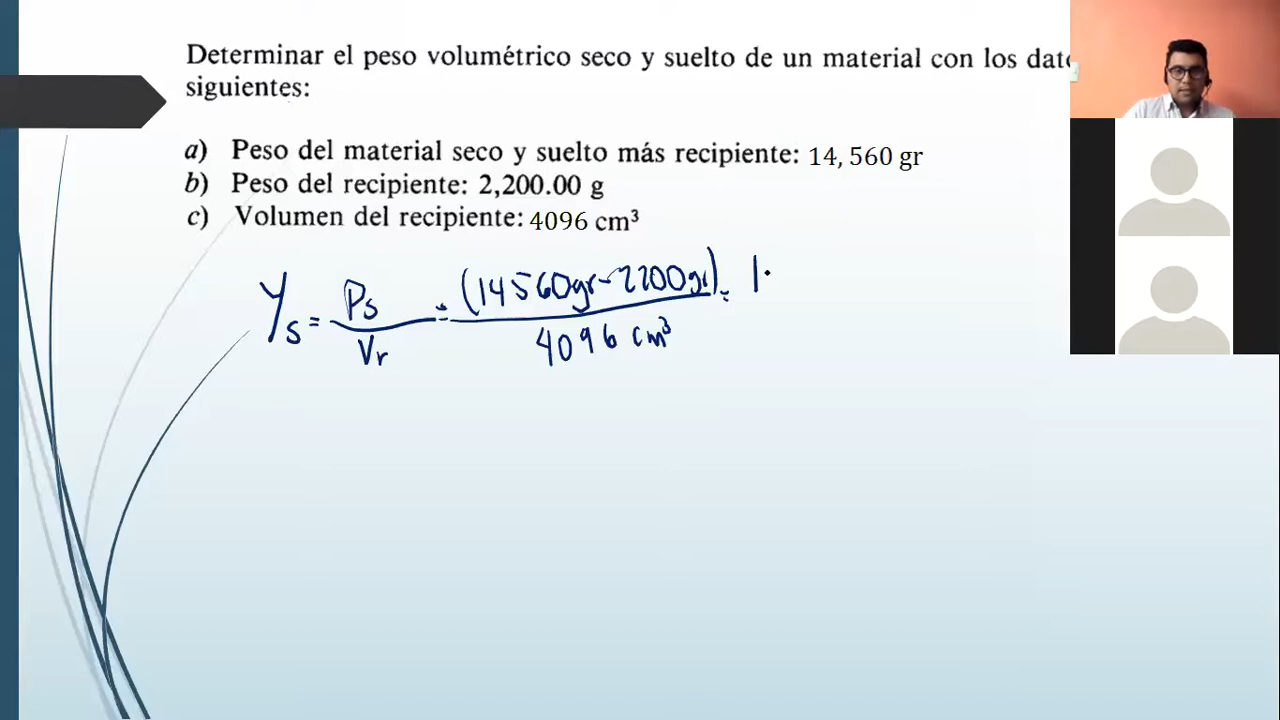 Determinar el peso volumétrico seco y suelto de un material con los dat
siguientes:
a) Peso del material seco y suelto más recipiente: 14, 560 gr
b) Peso del recipiente: 2,200.00 g
c) Volumen del recipiente: 4096 cm³
γs = Ps / Vr = (14560gr - 2200gr) / 4096 cm³ = 1.